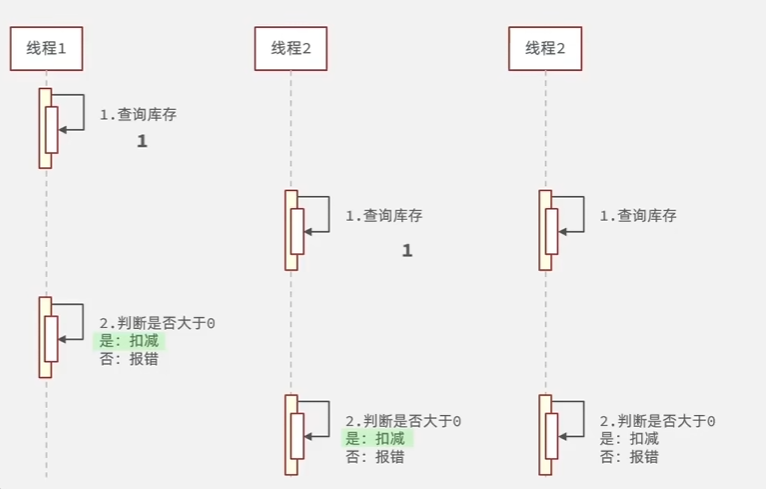 线程1
线程2
线程2
1.查询库存
1
1.查询库存
1
1.查询库存
2.判断是否大于0
是: 扣减
否: 报错
2.判断是否大于0
是: 扣减
否: 报错
2.判断是否大于0
是: 扣减
否: 报错